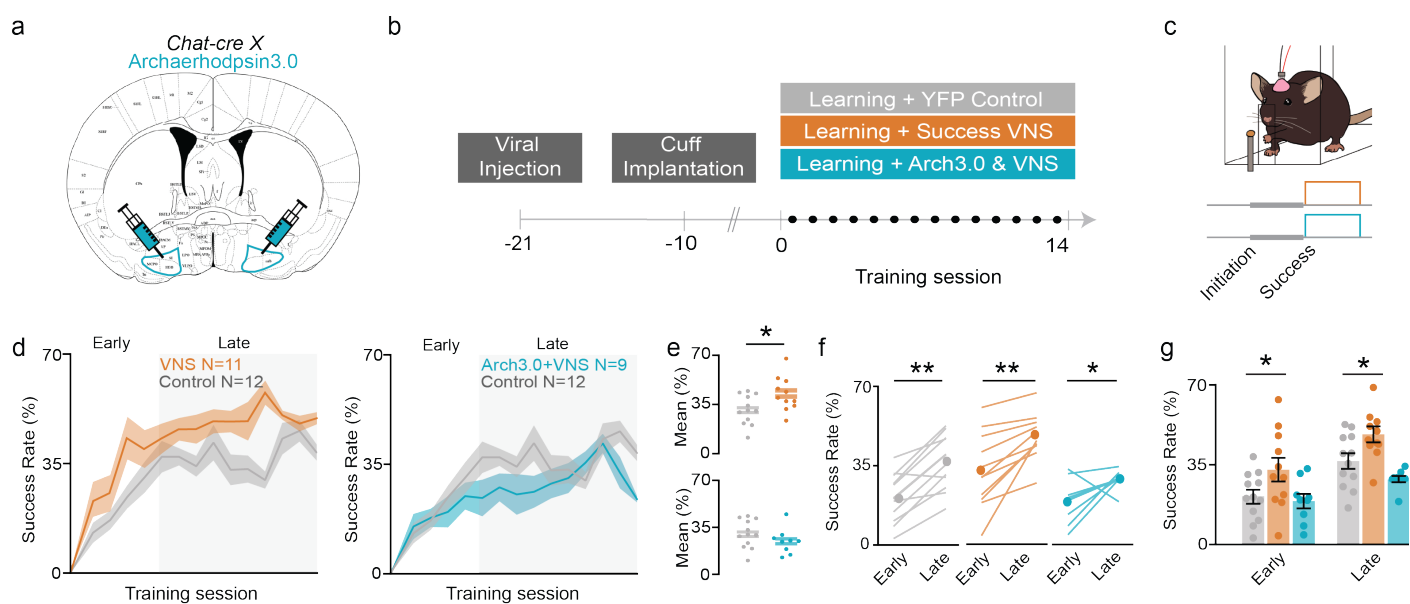 a
Chat-cre X
Archaerhodpsin3.0
b
Viral
Injection
Cuff
Implantation
Learning + YFP Control
Learning + Success VNS
Learning + Arch3.0 & VNS
-21
-10
0
14
Training session
c
Initiation
Success
d
Early
Late
VNS N=11
Control N=12
Success Rate (%)
70
35
0
Training session
Early
Late
Arch3.0+VNS N=9
Control N=12
Success Rate (%)
70
35
0
Training session
e
*
Mean (%)
70
35
0
Mean (%)
70
35
0
f
**
**
*
Success Rate (%)
70
35
0
Early
Late
Early
Late
Early
Late
g
*
*
Success Rate (%)
70
35
0
Early
Late